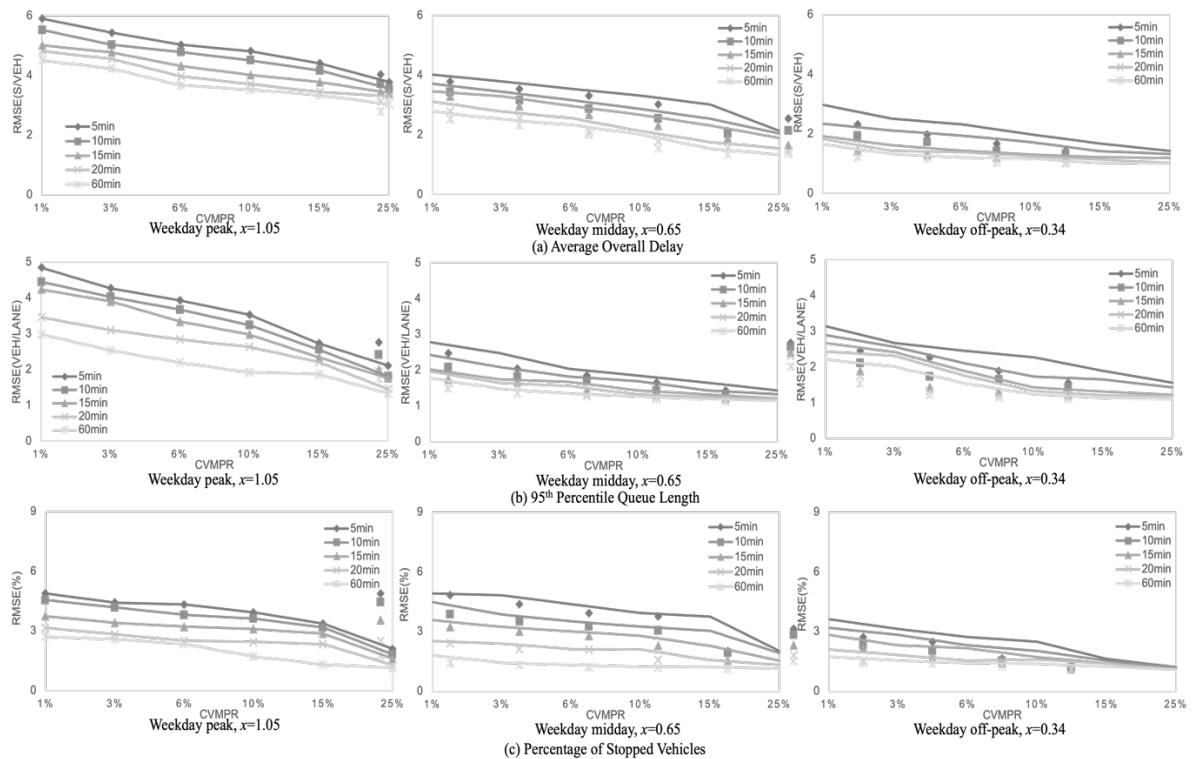 6
4
2
0
RMSE(S/VEH)
5min
10min
15min
20min
60min
1% 3% 6% 10% 15% 25%
CVMPR
Weekday peak, x=1.05
6
4
2
0
RMSE(S/VEH)
5min
10min
15min
20min
60min
1% 3% 6% 10% 15% 25%
CVMPR
Weekday midday, x=0.65
6
4
2
0
RMSE(S/VEH)
5min
10min
15min
20min
60min
1% 3% 6% 10% 15% 25%
CVMPR
Weekday off-peak, x=0.34
(a) Average Overall Delay
5
4
3
2
1
0
RMSE(VEH/LANE)
5min
10min
15min
20min
60min
1% 3% 6% 10% 15% 25%
CVMPR
Weekday peak, x=1.05
5
4
3
2
1
0
RMSE(VEH/LANE)
5min
10min
15min
20min
60min
1% 3% 6% 10% 15% 25%
CVMPR
Weekday midday, x=0.65
5
4
3
2
1
0
RMSE(VEH/LANE)
5min
10min
15min
20min
60min
1% 3% 6% 10% 15% 25%
CVMPR
Weekday off-peak, x=0.34
(b) 95th Percentile Queue Length
9
6
3
0
RMSE(%)
5min
10min
15min
20min
60min
1% 3% 6% 10% 15% 25%
CVMPR
Weekday peak, x=1.05
9
6
3
0
RMSE(%)
5min
10min
15min
20min
60min
1% 3% 6% 10% 15% 25%
CVMPR
Weekday midday, x=0.65
9
6
3
0
RMSE(%)
5min
10min
15min
20min
60min
1% 3% 6% 10% 15% 25%
CVMPR
Weekday off-peak, x=0.34
(c) Percentage of Stopped Vehicles